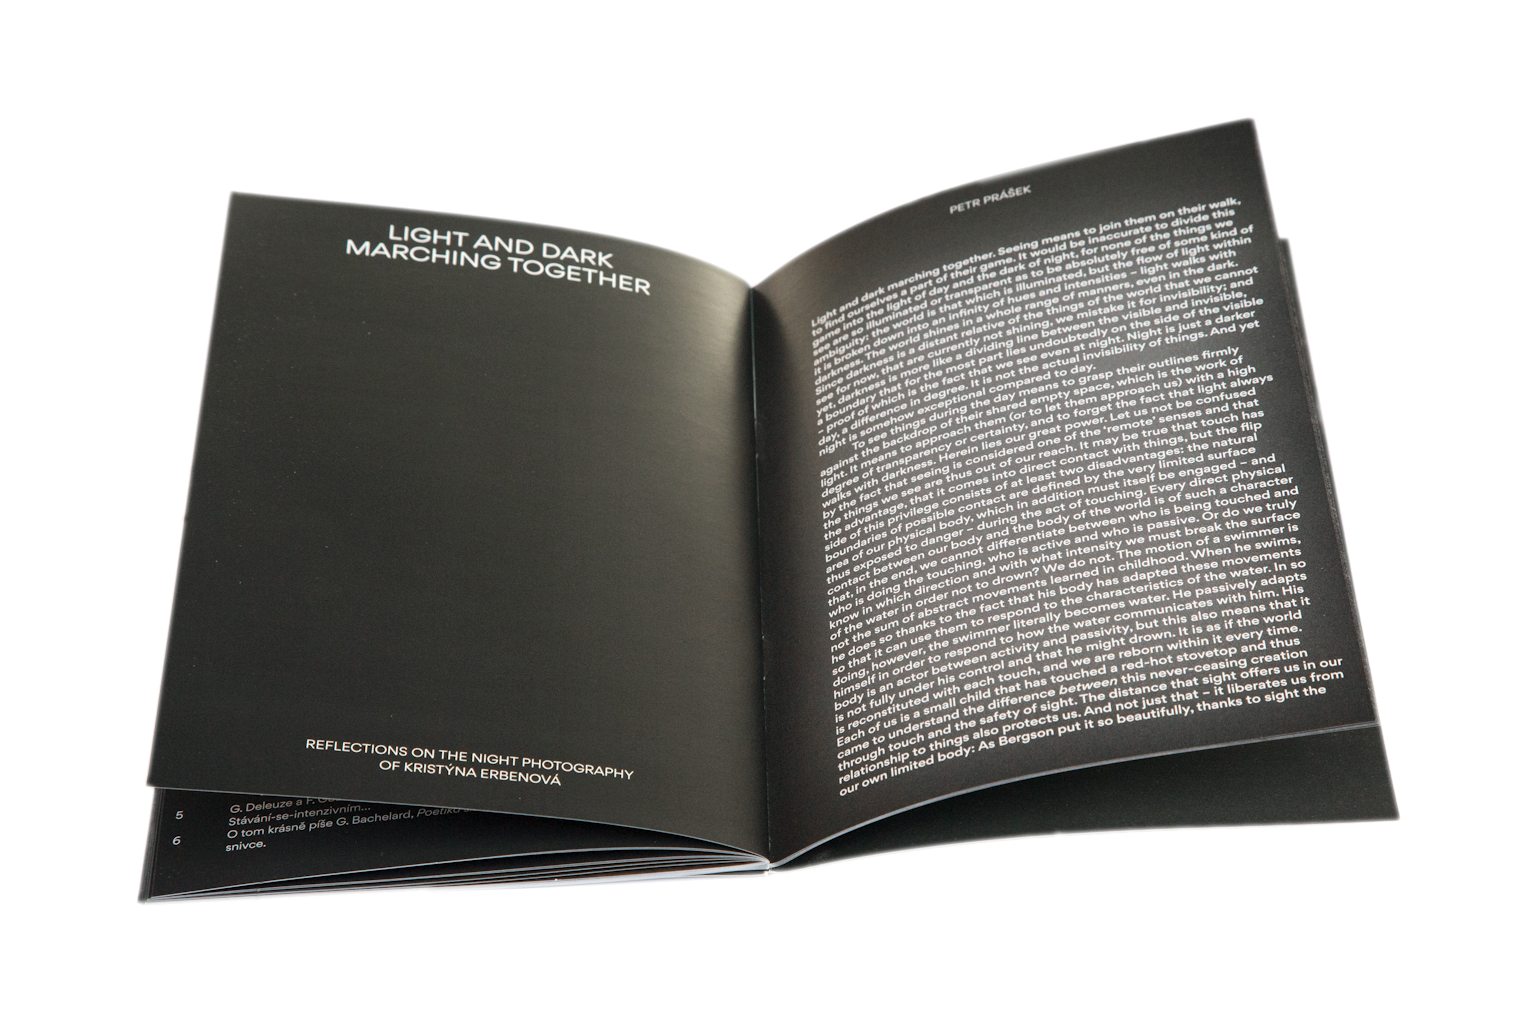 LIGHT AND DARK
MARCHING TOGETHER
REFLECTIONS ON THE NIGHT PHOTOGRAPHY
OF KRISTÝNA ERBENOVÁ
G. Deleuze a F.
5 Stávání-se-intenzivním...
O tom krásně píše G. Bachelard, Poetika
6 snivce.
PETR PRÁŠEK
Light and dark marching together. Seeing means to join them on their walk,
to find ourselves a part of their game. It would be inaccurate to divide this
game into the light of day and the dark of night, for none of the things we
see are so illuminated or transparent as to be absolutely free of some kind of
ambiguity; the world is that which is illuminated, but the flow of light within
it is broken down into an infinity of hues and intensities – light walks with
darkness. The world shines in a whole range of manners, even in the dark.
Since darkness is a distant relative of the things of the world that we cannot
see for now, that are currently not shining, we mistake it for invisibility; and
yet, darkness is more like a dividing line between the visible and invisible,
a boundary that for the most part lies undoubtedly on the side of the visible
– proof of which is the fact that we see even at night. Night is just a darker
day, a difference in degree. It is not the actual invisibility of things. And yet
night is somehow exceptional compared to day.
To see things during the day means to grasp their outlines firmly
against the backdrop of their shared empty space, which is the work of
light. It means to approach them (or to let them approach us) with a high
degree of transparency or certainty, and to forget the fact that light always
walks with darkness. Herein lies our great power. Let us not be confused
by the fact that seeing is considered one of the ‘remote’ senses and that
the things we see are thus out of our reach. It may be true that touch has
the advantage, that it comes into direct contact with things, but the flip
side of this privilege consists of at least two disadvantages: the natural
boundaries of possible contact are defined by the very limited surface
area of our physical body, which in addition must itself be engaged – and
thus exposed to danger – during the act of touching. Every direct physical
contact between our body and the body of the world is of such a character
that, in the end, we cannot differentiate between who is being touched and
who is doing the touching, who is active and who is passive. Or do we truly
know in which direction and with what intensity we must break the surface
of the water in order not to drown? We do not. The motion of a swimmer is
not the sum of abstract movements learned in childhood. When he swims,
he does so thanks to the fact that his body has adapted these movements
so that it can use them to respond to the characteristics of the water. In so
doing, however, the swimmer literally becomes water. He passively adapts
himself in order to respond to how the water communicates with him. His
body is an actor between activity and passivity, but this also means that it
is not fully under his control and that he might drown. It is as if the world
is reconstituted with each touch, and we are reborn within it every time.
Each of us is a small child that has touched a red-hot stovetop and thus
came to understand the difference between this never-ceasing creation
through touch and the safety of sight. The distance that sight offers us in our
relationship to things also protects us. And not just that – it liberates us from
our own limited body: As Bergson put it so beautifully, thanks to sight the